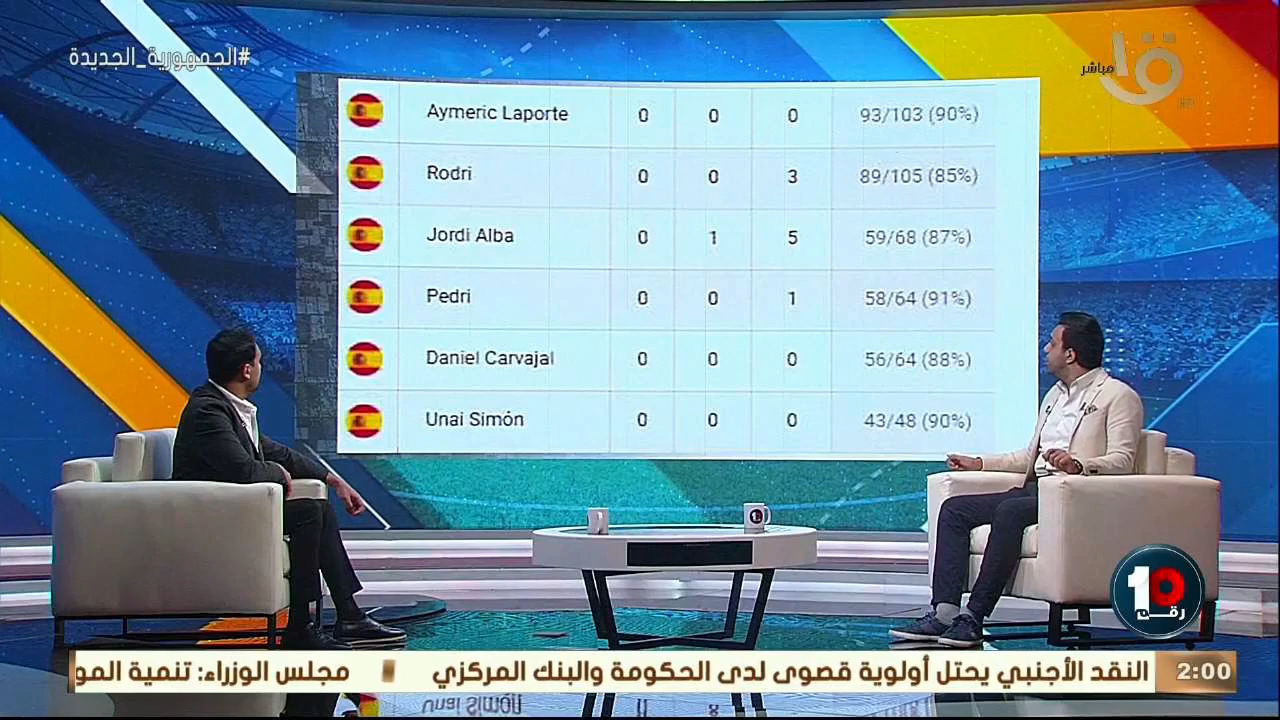 #الجمهورية_الجديدة
مباشر
Aymeric Laporte 0 0 0 93/103 (90%)
Rodri 0 0 3 89/105 (85%)
Jordi Alba 0 1 5 59/68 (87%)
Pedri 0 0 1 58/64 (91%)
Daniel Carvajal 0 0 0 56/64 (88%)
Unai Simón 0 0 0 43/48 (90%)
رقم 10
2:00 النقد الأجنبي يحتل أولوية قصوى لدى الحكومة والبنك المركزي مجلس الوزراء: تنمية